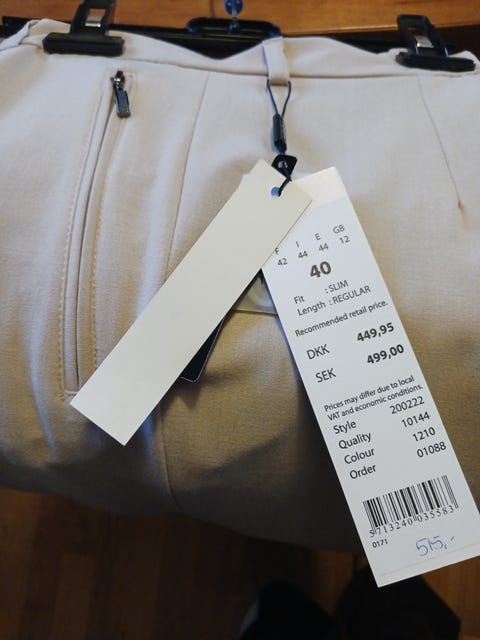 F I E GB
42 44 44 12
40
Fit : SLIM
Length : REGULAR
Recommended retail price.
DKK 449,95
SEK 499,00
Prices may differ due to local
VAT and economic conditions.
Style 200222
Quality 10144
Colour 1210
Order 01088
5713240035583
0171
515,-